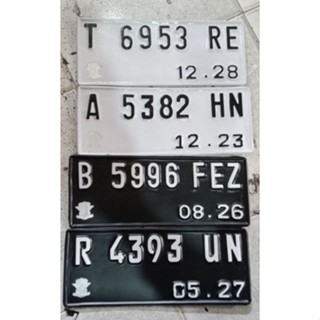 T 6953 RE
12.28
A 5382 HN
12.23
B 5996 FEZ
08.26
R 4393 UN
05.27